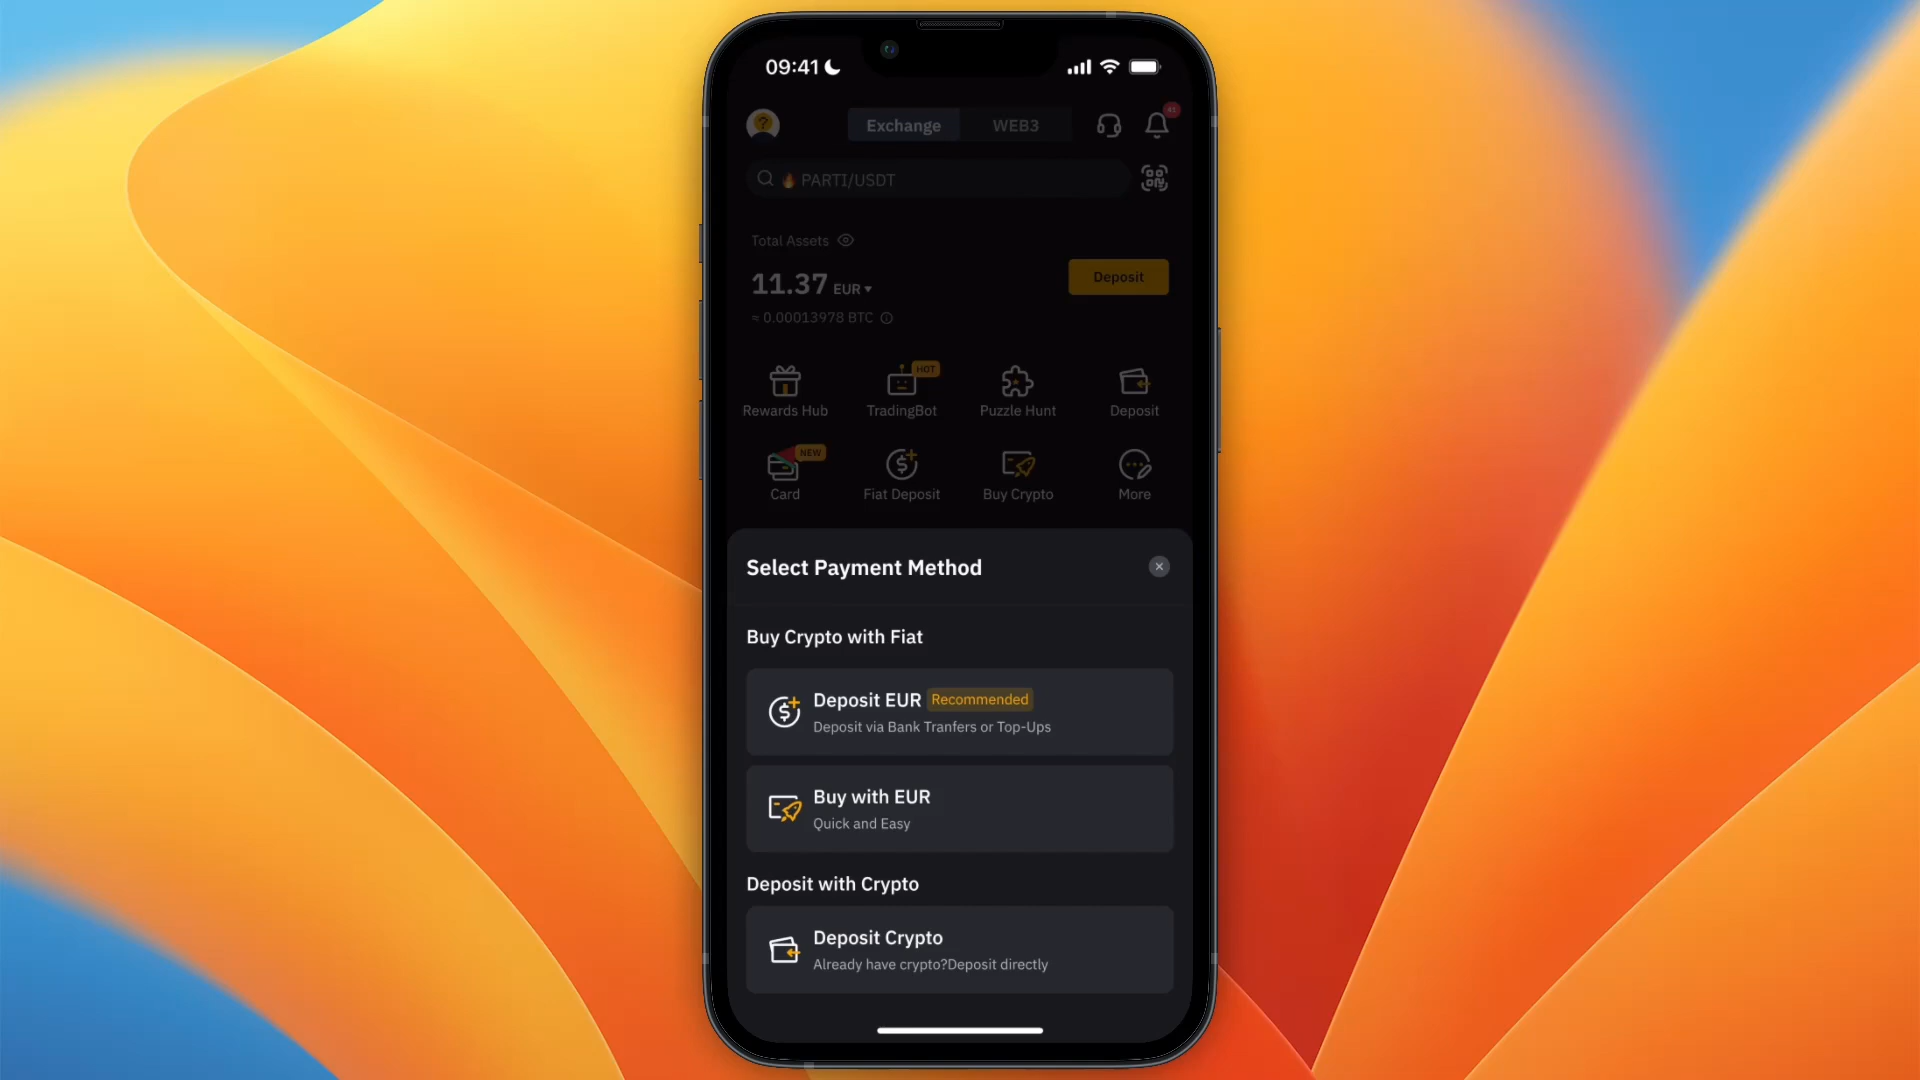 09:41
Exchange WEB3
PARTI/USDT
Total Assets
Deposit
11.37 EUR
≈ 0.00013978 BTC
HOT
Rewards Hub TradingBot Puzzle Hunt Deposit
NEW
Card Fiat Deposit Buy Crypto More
Select Payment Method
Buy Crypto with Fiat
Deposit EUR Recommended
Deposit via Bank Tranfers or Top-Ups
Buy with EUR
Quick and Easy
Deposit with Crypto
Deposit Crypto
Already have crypto?Deposit directly